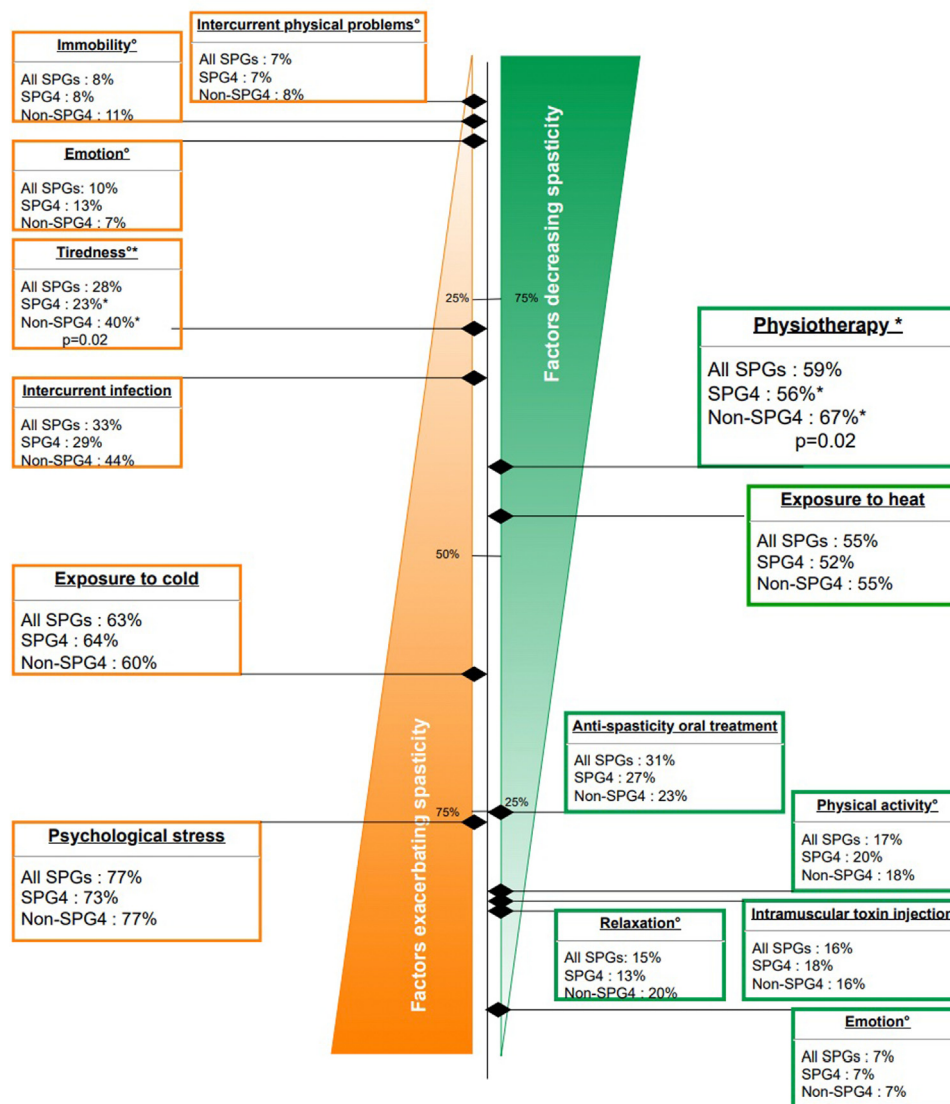 Intercurrent physical problems°
All SPGs : 7%
SPG4 : 7%
Non-SPG4 : 8%
Immobility°
All SPGs : 8%
SPG4 : 8%
Non-SPG4 : 11%
Emotion°
All SPGs: 10%
SPG4 : 13%
Non-SPG4 : 7%
Tiredness°*
All SPGs : 28%
SPG4 : 23%*
Non-SPG4 : 40%*
p=0.02
Intercurrent infection
All SPGs : 33%
SPG4 : 29%
Non-SPG4 : 44%
Exposure to cold
All SPGs : 63%
SPG4 : 64%
Non-SPG4 : 60%
Psychological stress
All SPGs : 77%
SPG4 : 73%
Non-SPG4 : 77%
Factors exacerbating spasticity
25%
50%
75%
Factors decreasing spasticity
75%
25%
Physiotherapy *
All SPGs : 59%
SPG4 : 56%*
Non-SPG4 : 67%*
p=0.02
Exposure to heat
All SPGs : 55%
SPG4 : 52%
Non-SPG4 : 55%
Anti-spasticity oral treatment
All SPGs : 31%
SPG4 : 27%
Non-SPG4 : 23%
Physical activity°
All SPGs : 17%
SPG4 : 20%
Non-SPG4 : 18%
Intramuscular toxin injection
All SPGs : 16%
SPG4 : 18%
Non-SPG4 : 16%
Relaxation°
All SPGs: 15%
SPG4 : 13%
Non-SPG4 : 20%
Emotion°
All SPGs : 7%
SPG4 : 7%
Non-SPG4 : 7%